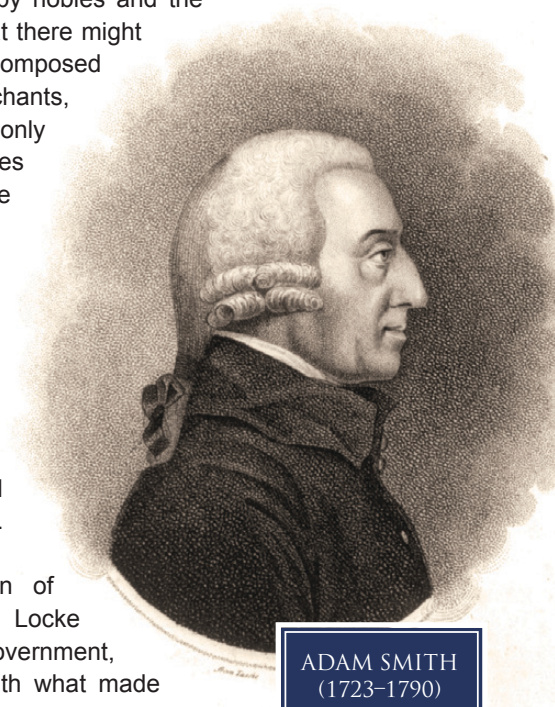 by nobles and the
t there might
omposed
chants,
only
es
e
n of
Locke
overnment,
th what made
ADAM SMITH
(1723–1790)